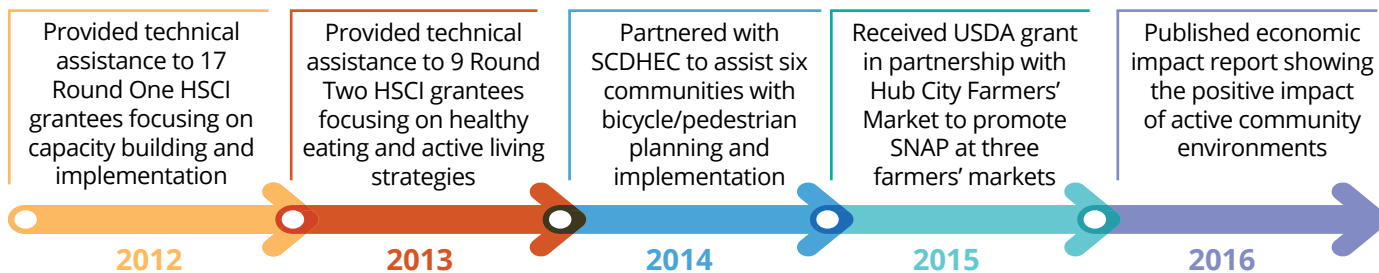 Provided technical
assistance to 17
Round One HSCI
grantees focusing on
capacity building and
implementation
2012
Provided technical
assistance to 9 Round
Two HSCI grantees
focusing on healthy
eating and active living
strategies
2013
Partnered with
SCDHEC to assist six
communities with
bicycle/pedestrian
planning and
implementation
2014
Received USDA grant
in partnership with
Hub City Farmers’
Market to promote
SNAP at three
farmers’ markets
2015
Published economic
impact report showing
the positive impact
of active community
environments
2016